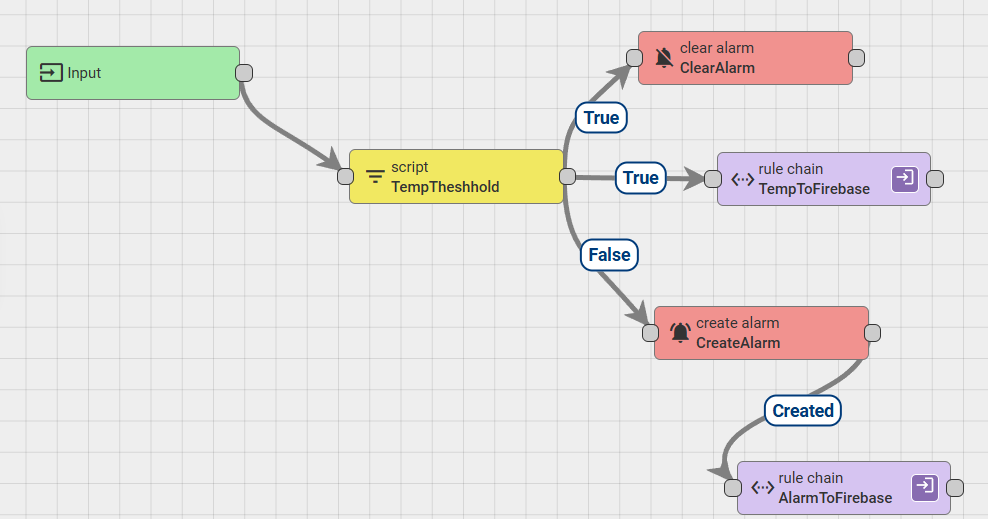 Input
script
TempTheshhold
True
clear alarm
ClearAlarm
True
rule chain
TempToFirebase
False
create alarm
CreateAlarm
Created
rule chain
AlarmToFirebase